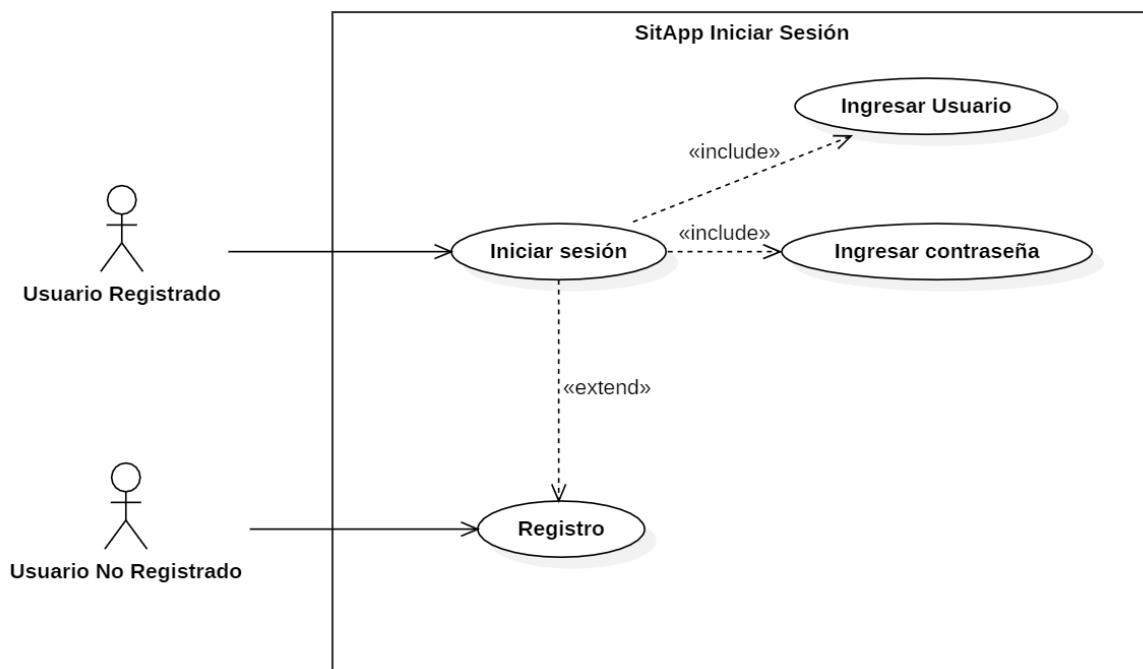 SitApp Iniciar Sesión
Ingresar Usuario
«include»
Iniciar sesión
«include»
Ingresar contraseña
Usuario Registrado
«extend»
Registro
Usuario No Registrado